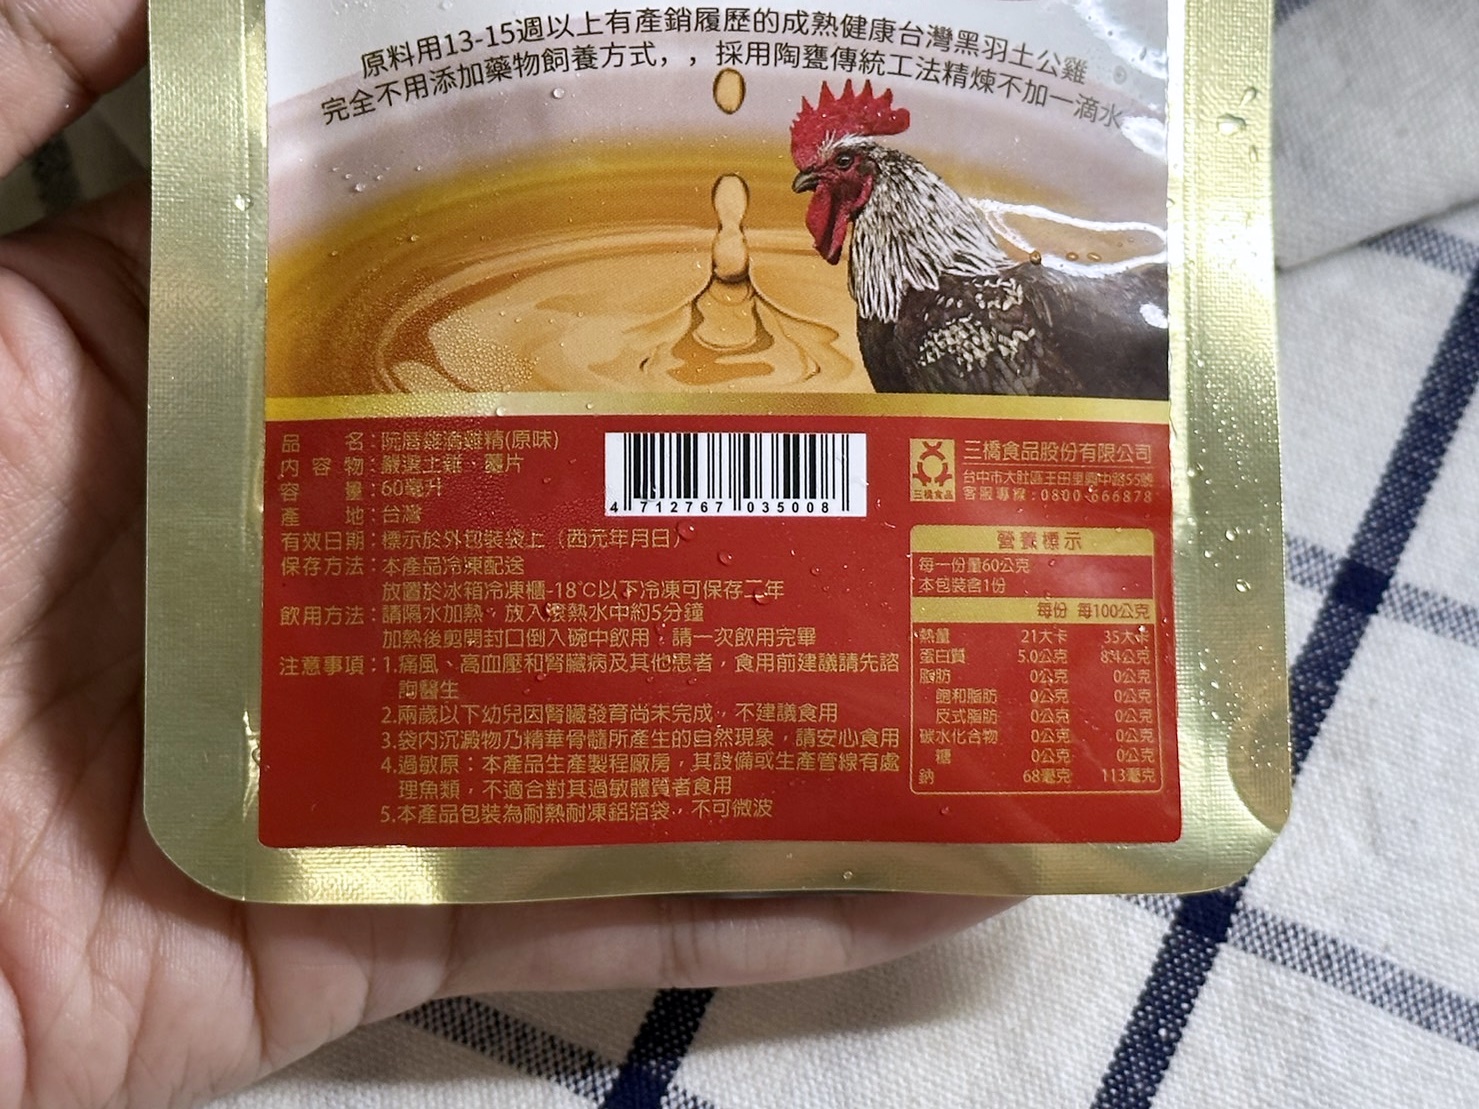 原料用13-15週以上有產銷履歷的成熟健康台灣黑羽土公雞
完全不用添加藥物飼養方式，，採用陶甕傳統工法精煉不加一滴水
品 名：阮厝雞滴雞精(原味)
內 容 物：嚴選土雞、薑片
容 量：60毫升
產 地：台灣
有效日期：標示於外包裝袋上（西元年月日）
保存方法：本產品冷凍配送
放置於冰箱冷凍櫃-18°C以下冷凍可保存二年
飲用方法：請隔水加熱，放入滾熱水中約5分鐘
加熱後剪開封口倒入碗中飲用，請一次飲用完畢
注意事項：1.痛風、高血壓和腎臟病及其他患者，食用前建議請先諮
詢醫生
2.兩歲以下幼兒因腎臟發育尚未完成，不建議食用
3.袋內沉澱物乃精華骨髓所產生的自然現象，請安心食用
4.過敏原：本產品生產製程廠房，其設備或生產管線有處
理魚類，不適合對其過敏體質者食用
5.本產品包裝為耐熱耐凍鋁箔袋，不可微波
4 712767 035008
三橋食品
三橋食品股份有限公司
台中市大肚區王田里興中路55號
客服專線：0800-666878
營養標示
每一份量60公克
本包裝含1份
每份 每100公克
熱量 21大卡 35大卡
蛋白質 5.0公克 8.4公克
脂肪 0公克 0公克
飽和脂肪 0公克 0公克
反式脂肪 0公克 0公克
碳水化合物 0公克 0公克
糖 0公克 0公克
鈉 68毫克 113毫克